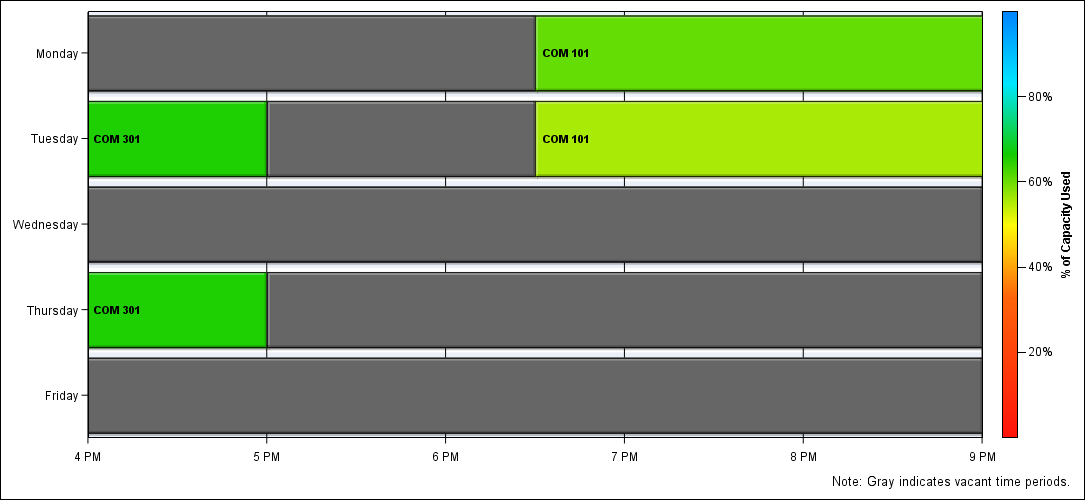 Monday
COM 101
Tuesday
COM 301
COM 101
Wednesday
Thursday
COM 301
Friday
4 PM
5 PM
6 PM
7 PM
8 PM
9 PM
80%
60%
40%
20%
% of Capacity Used
Note: Gray indicates vacant time periods.